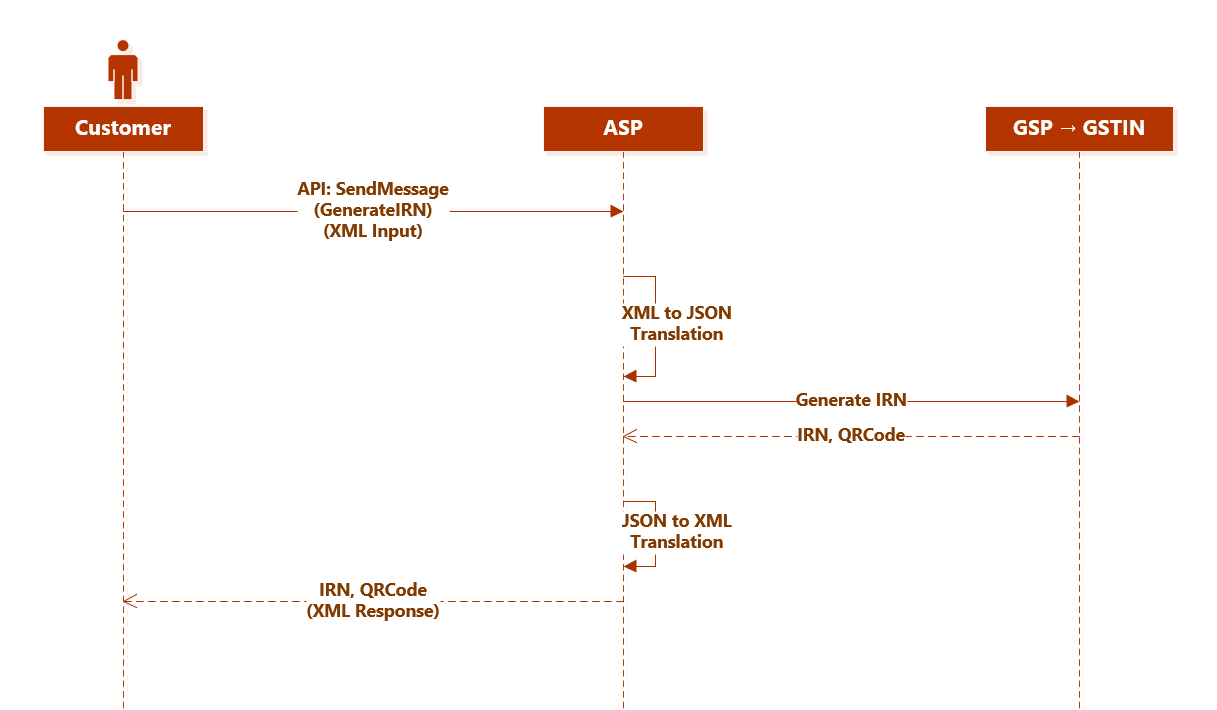 Customer
ASP
GSP → GSTIN
API: SendMessage
(GenerateIRN)
(XML Input)
XML to JSON
Translation
Generate IRN
IRN, QRCode
JSON to XML
Translation
IRN, QRCode
(XML Response)